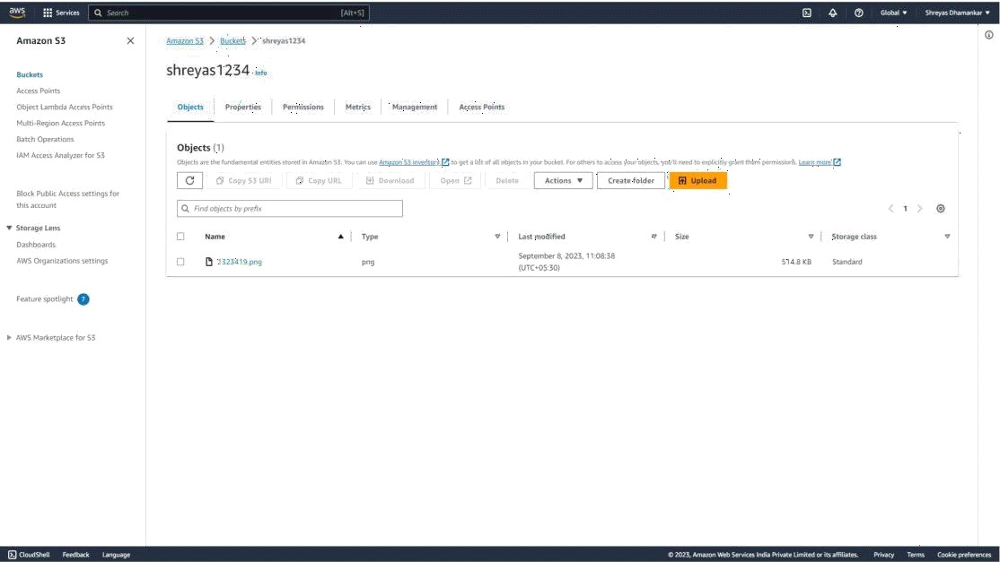 aws Services Search [Alt+S] Global ▼ Shreyas Dhamankar ▼
Amazon S3
Buckets
Access Points
Object Lambda Access Points
Multi-Region Access Points
Batch Operations
IAM Access Analyzer for S3
Block Public Access settings for
this account
▼ Storage Lens
Dashboards
AWS Organizations settings
Feature spotlight 7
▶ AWS Marketplace for S3
Amazon S3 > Buckets > shreyas1234
shreyas1234 Info
Objects Properties Permissions Metrics Management Access Points
Objects (1)
Objects are the fundamental entities stored in Amazon S3. You can use Amazon S3 inventory to get a list of all objects in your bucket. For others to access your objects, you'll need to explicitly grant them permissions. Learn more
Copy S3 URI Copy URL Download Open Delete Actions ▼ Create folder Upload
Find objects by prefix
< 1 >
Name Type Last modified Size Storage class
png September 8, 2023, 11:08:38 KB Standard
(UTC+05:30)
CloudShell Feedback Language © 2023, Amazon Web Services India Private Limited or its affiliates. Privacy Terms Cookie preferences